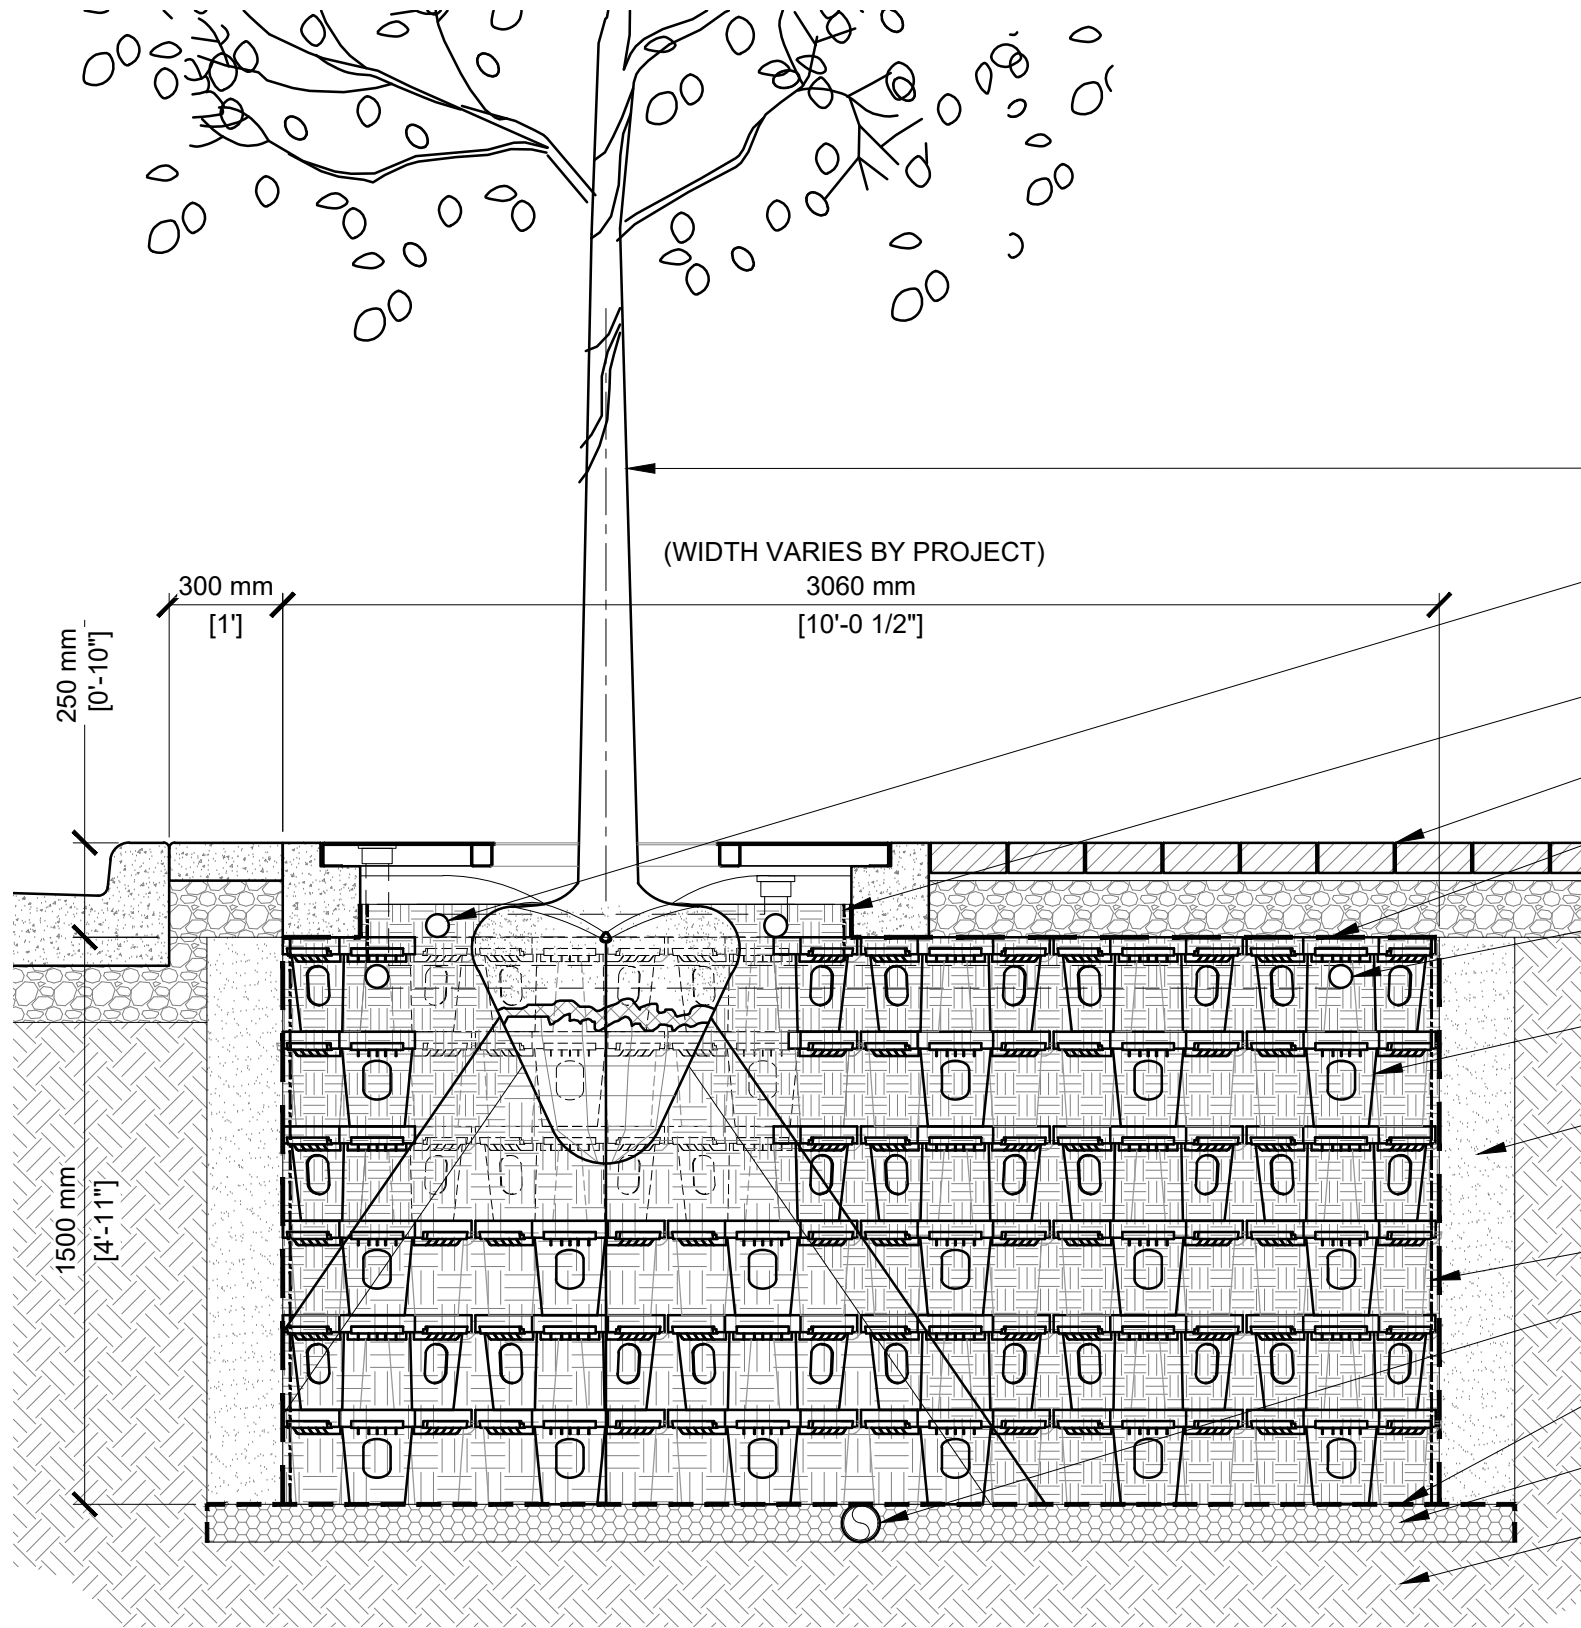 (WIDTH VARIES BY PROJECT)
300 mm
[1']
3060 mm
[10'-0 1/2"]
250 mm
[0'-10"]
1500 mm
[4'-11"]